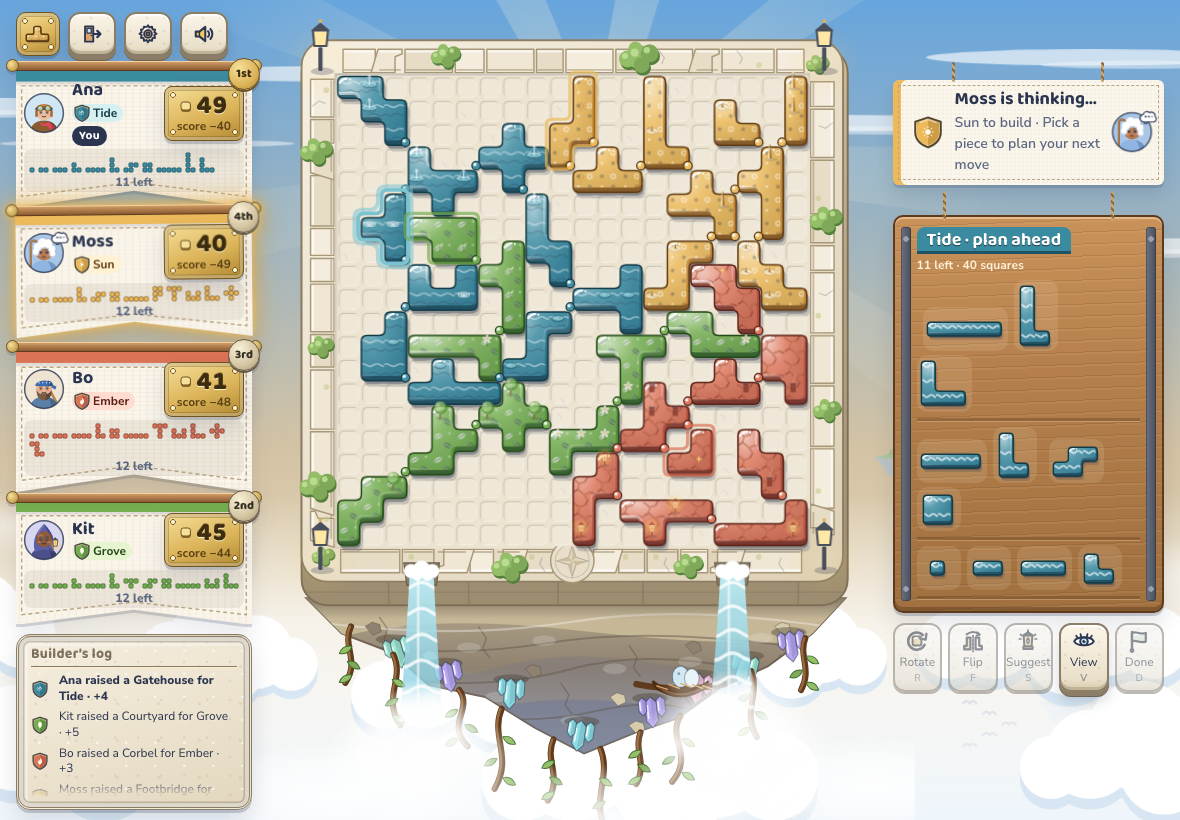 1st
Ana
Tide
You
49
score −40
11 left
4th
Moss
Sun
40
score −49
12 left
3rd
Bo
Ember
41
score −48
12 left
2nd
Kit
Grove
45
score −44
12 left
Builder's log
Ana raised a Gatehouse for
Tide · +4
Kit raised a Courtyard for Grove
· +5
Bo raised a Corbel for Ember ·
+3
Moss raised a Footbridge for
Moss is thinking…
Sun to build · Pick a
piece to plan your next
move
Tide · plan ahead
11 left · 40 squares
Rotate
R
Flip
F
Suggest
S
View
V
Done
D